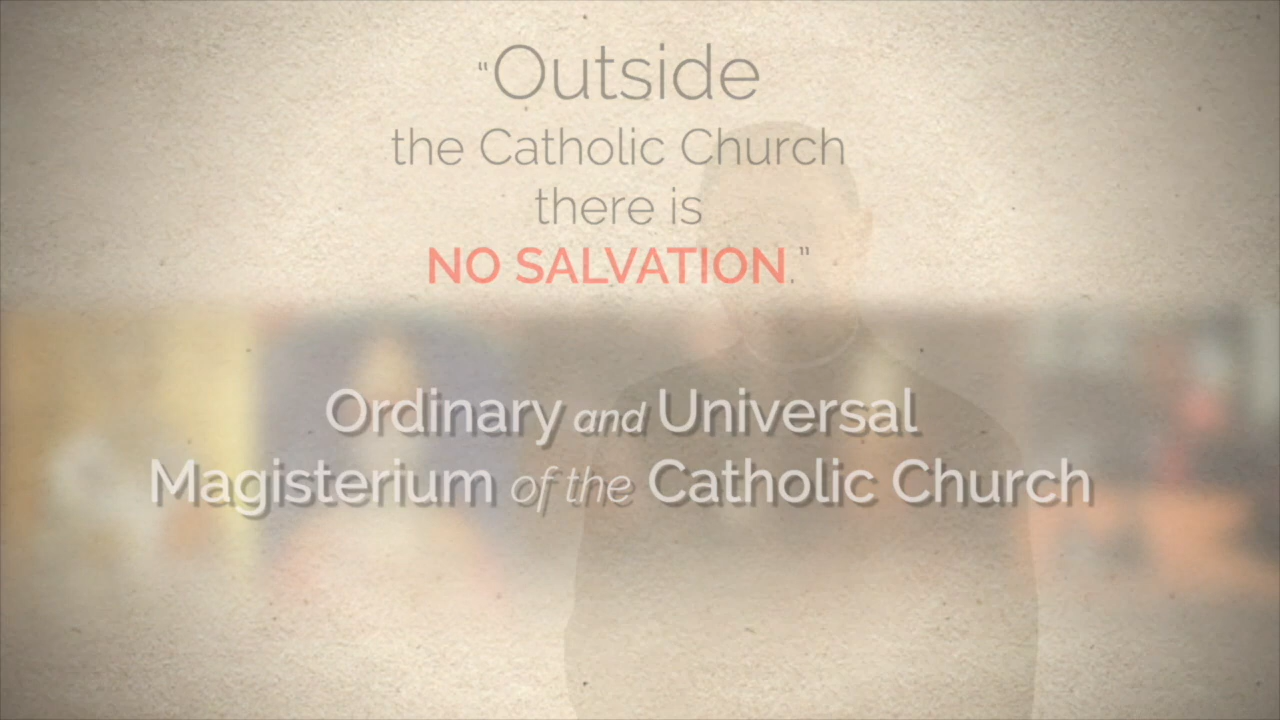 “Outside
the Catholic Church
there is
NO SALVATION.”
Ordinary and Universal
Magisterium of the Catholic Church